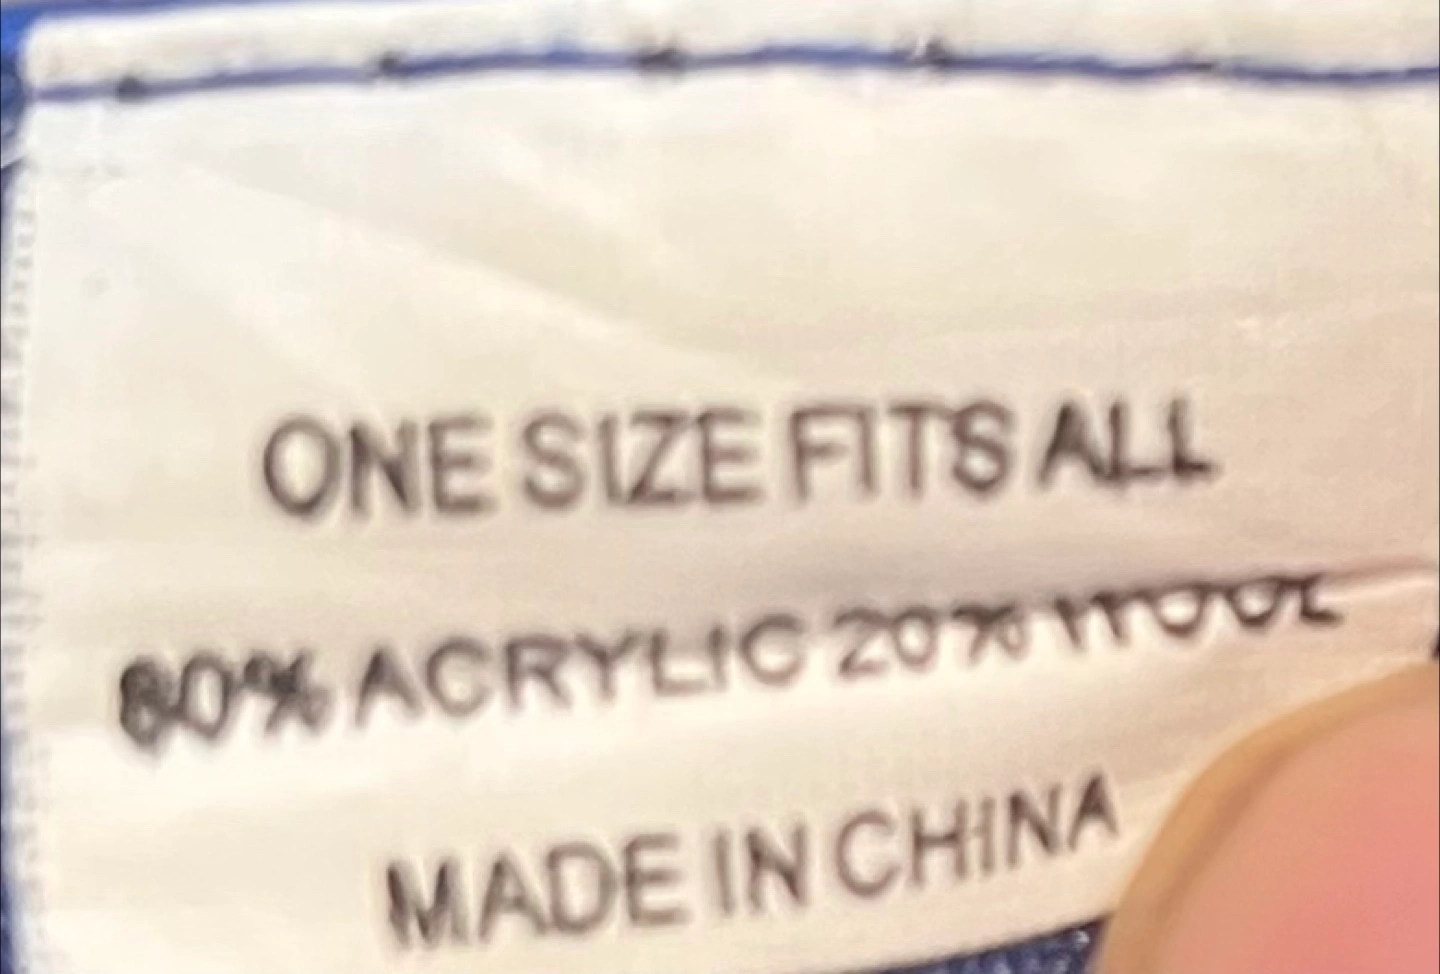 ONE SIZE FITS ALL
80% ACRYLIC 20% WOOL
MADE IN CHINA